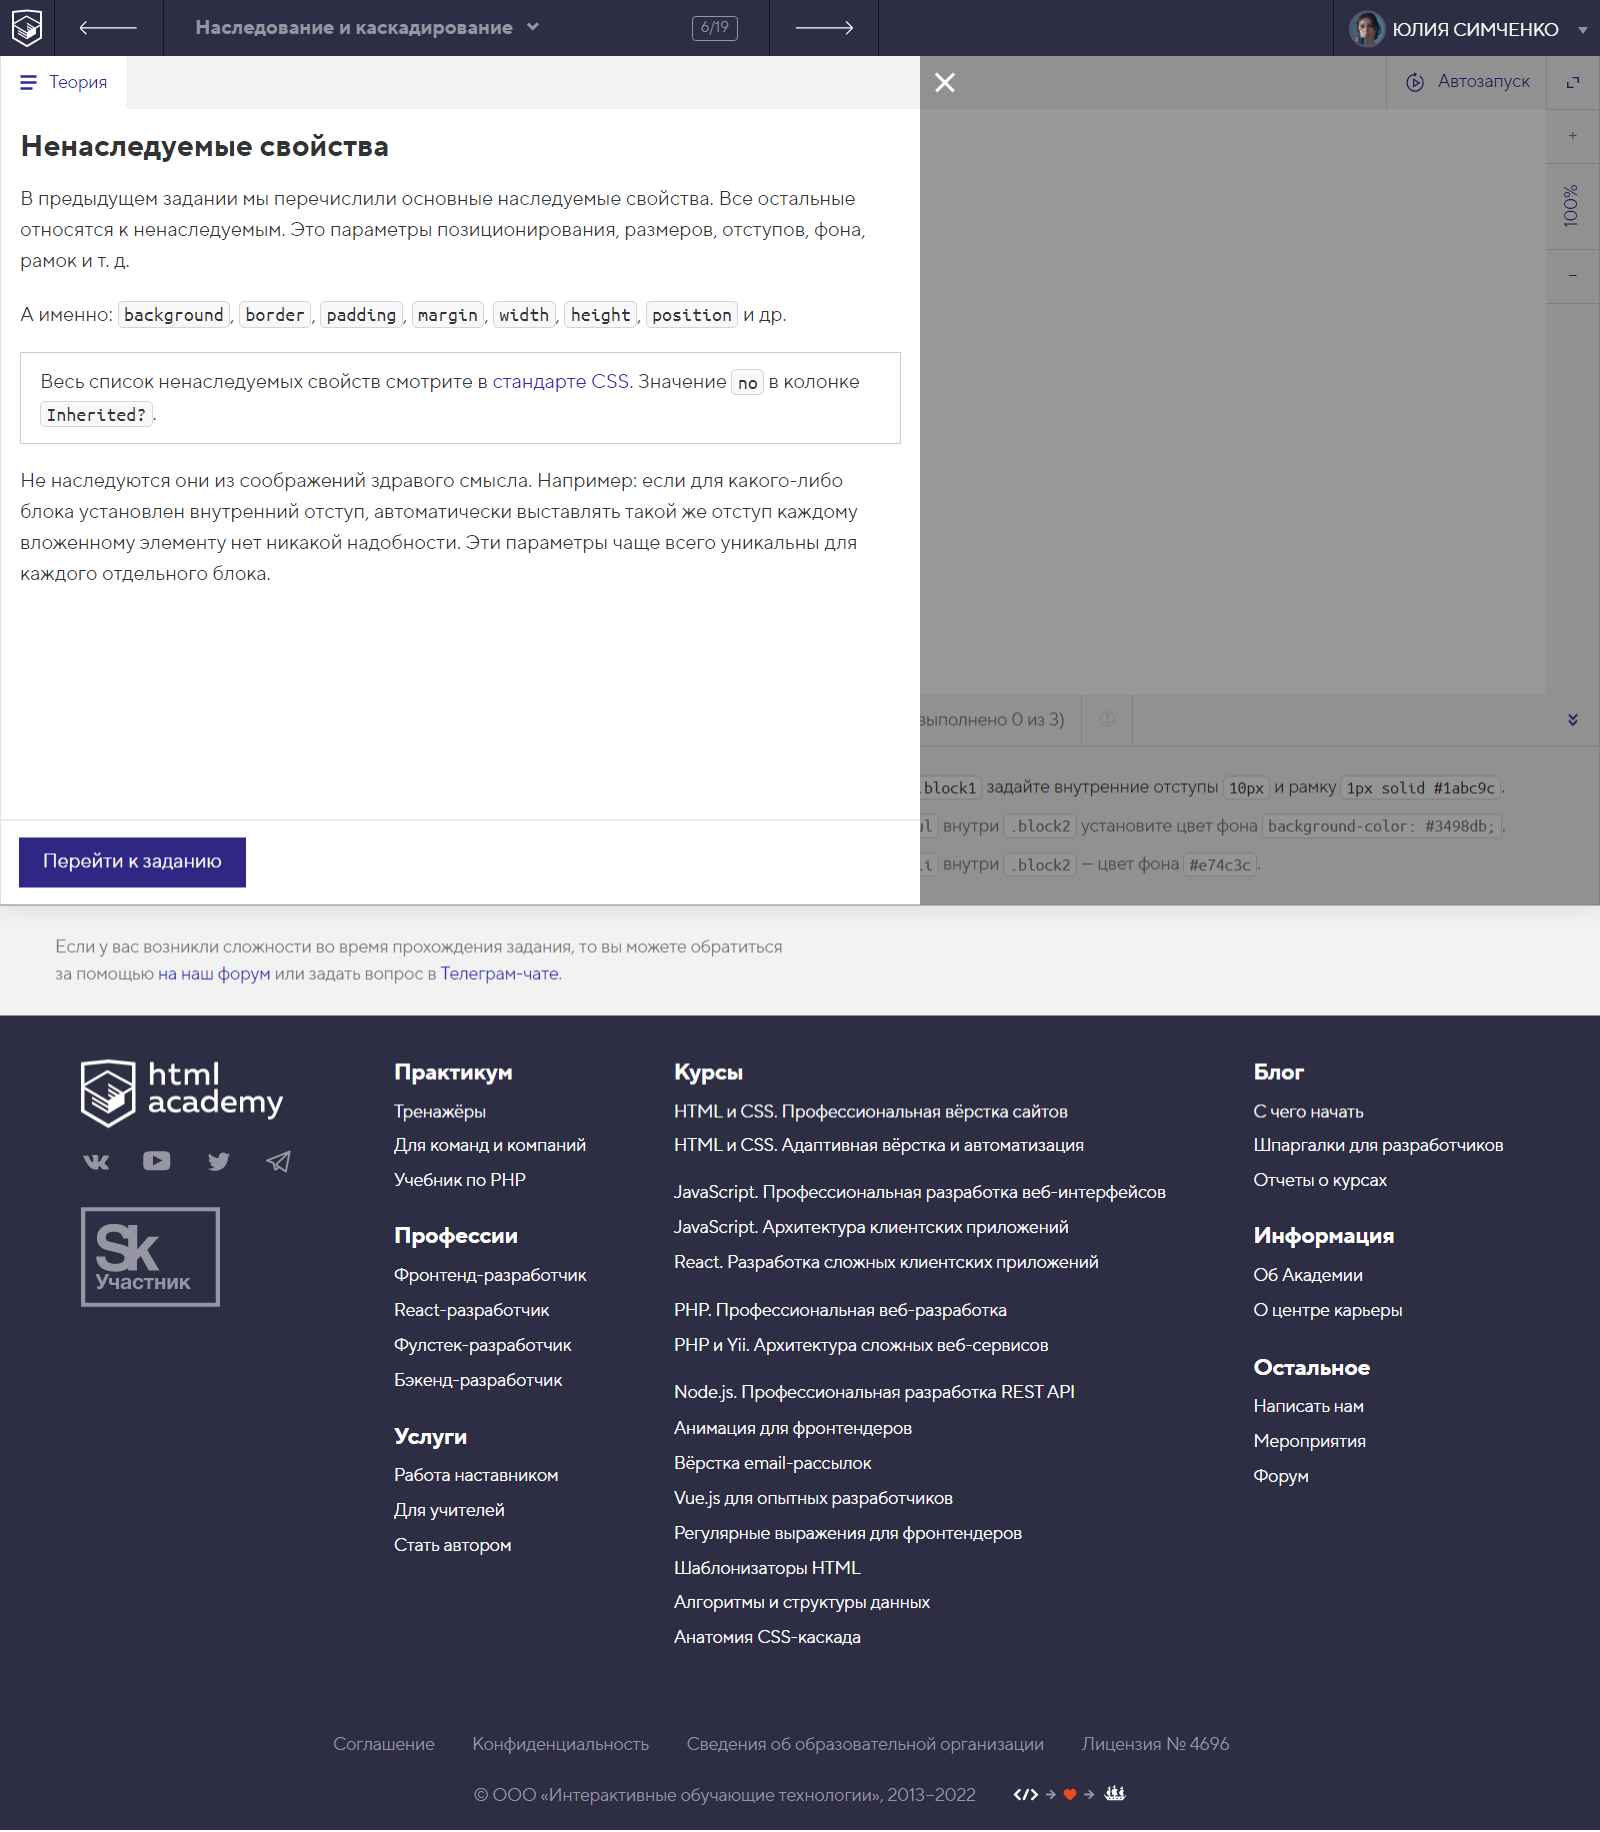 Наследование и каскадирование
6/19
ЮЛИЯ СИМЧЕНКО
Теория
Автозапуск
Ненаследуемые свойства
В предыдущем задании мы перечислили основные наследуемые свойства. Все остальные
относятся к ненаследуемым. Это параметры позиционирования, размеров, отступов, фона,
рамок и т. д.
А именно: background, border, padding, margin, width, height, position и др.
Весь список ненаследуемых свойств смотрите в стандарте CSS. Значение no в колонке
Inherited?.
Не наследуются они из соображений здравого смысла. Например: если для какого-либо
блока установлен внутренний отступ, автоматически выставлять такой же отступ каждому
вложенному элементу нет никакой надобности. Эти параметры чаще всего уникальны для
каждого отдельного блока.
Перейти к заданию
+
100%
−
выполнено 0 из 3)
.block1 задайте внутренние отступы 10px и рамку 1px solid #1abc9c.
ul внутри .block2 установите цвет фона background-color: #3498db;.
li внутри .block2 — цвет фона #e74c3c.
Если у вас возникли сложности во время прохождения задания, то вы можете обратиться
за помощью на наш форум или задать вопрос в Телеграм-чате.
html
academy
Sk
Участник
Практикум
Тренажёры
Для команд и компаний
Учебник по PHP
Профессии
Фронтенд-разработчик
React-разработчик
Фулстек-разработчик
Бэкенд-разработчик
Услуги
Работа наставником
Для учителей
Стать автором
Курсы
HTML и CSS. Профессиональная вёрстка сайтов
HTML и CSS. Адаптивная вёрстка и автоматизация
JavaScript. Профессиональная разработка веб-интерфейсов
JavaScript. Архитектура клиентских приложений
React. Разработка сложных клиентских приложений
PHP. Профессиональная веб-разработка
PHP и Yii. Архитектура сложных веб-сервисов
Node.js. Профессиональная разработка REST API
Анимация для фронтендеров
Вёрстка email-рассылок
Vue.js для опытных разработчиков
Регулярные выражения для фронтендеров
Шаблонизаторы HTML
Алгоритмы и структуры данных
Анатомия CSS-каскада
Блог
С чего начать
Шпаргалки для разработчиков
Отчеты о курсах
Информация
Об Академии
О центре карьеры
Остальное
Написать нам
Мероприятия
Форум
Соглашение
Конфиденциальность
Сведения об образовательной организации
Лицензия № 4696
© ООО «Интерактивные обучающие технологии», 2013−2022